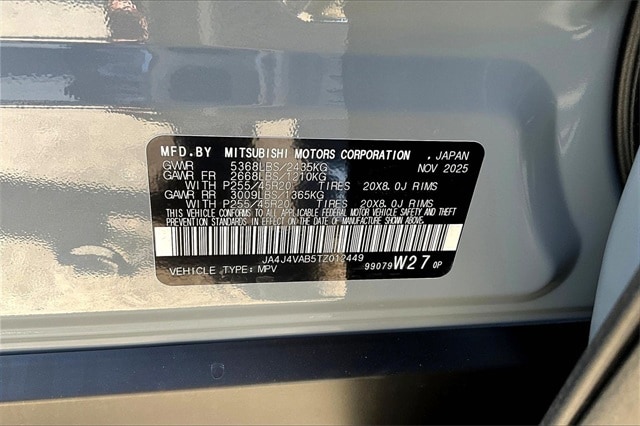 MFD.BY MITSUBISHI MOTORS CORPORATION . JAPAN
GVWR 5368LBS/2435KG NOV 2025
GAWR FR 2668LBS/1210KG
WITH P255/45R20 TIRES 20X8.0J RIMS
GAWR RR 3009LBS/1365KG
WITH P255/45R20 TIRES 20X8.0J RIMS
THIS VEHICLE CONFORMS TO ALL APPLICABLE FEDERAL MOTOR VEHICLE SAFETY AND THEFT
PREVENTION STANDARDS IN EFFECT ON THE DATE OF MANUFACTURE SHOWN ABOVE.
JA4J4VAB5TZ012449
VEHICLE TYPE: MPV 99079 W27 0P